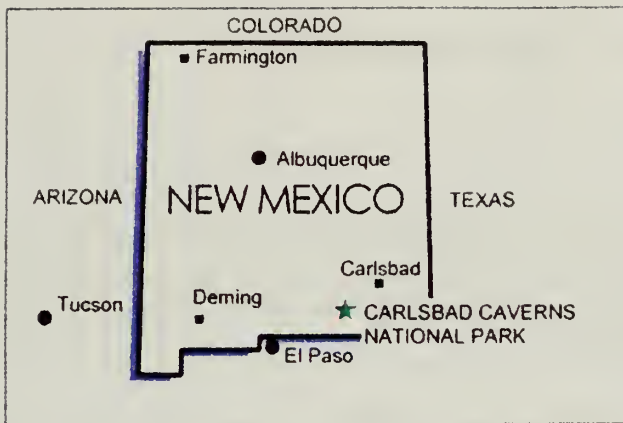 COLORADO
Farmington
Albuquerque
ARIZONA
NEW MEXICO
TEXAS
Carlsbad
Tucson
Deming
CARLSBAD CAVERNS
NATIONAL PARK
El Paso